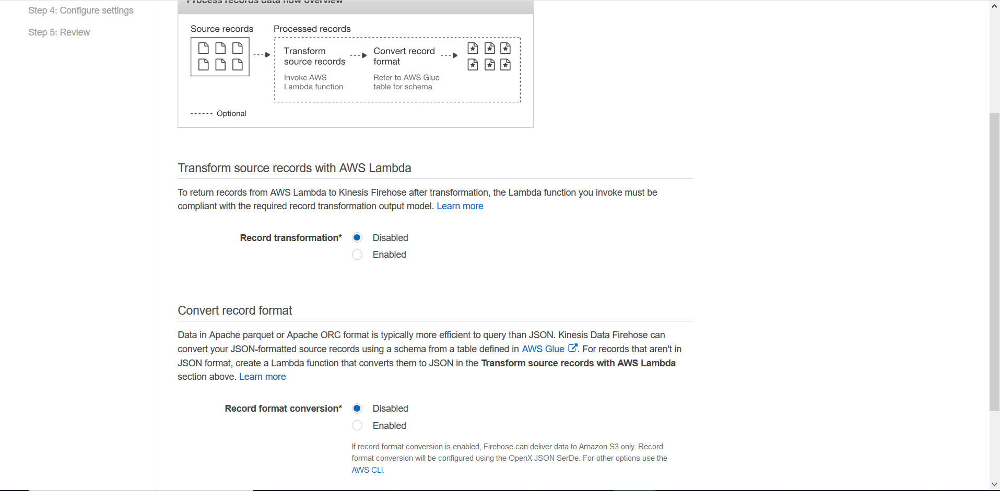 Step 4: Configure settings
Step 5: Review
Process records data flow overview
Source records
Processed records
Transform
source records
Invoke AWS
Lambda function
Convert record
format
Refer to AWS Glue
table for schema
Optional
Transform source records with AWS Lambda
To return records from AWS Lambda to Kinesis Firehose after transformation, the Lambda function you invoke must be
compliant with the required record transformation output model. Learn more
Record transformation*
Disabled
Enabled
Convert record format
Data in Apache parquet or Apache ORC format is typically more efficient to query than JSON. Kinesis Data Firehose can
convert your JSON-formatted source records using a schema from a table defined in AWS Glue. For records that aren't in
JSON format, create a Lambda function that converts them to JSON in the Transform source records with AWS Lambda
section above. Learn more
Record format conversion*
Disabled
Enabled
If record format conversion is enabled, Firehose can deliver data to Amazon S3 only. Record
format conversion will be configured using the OpenX JSON SerDe. For other options use the
AWS CLI.